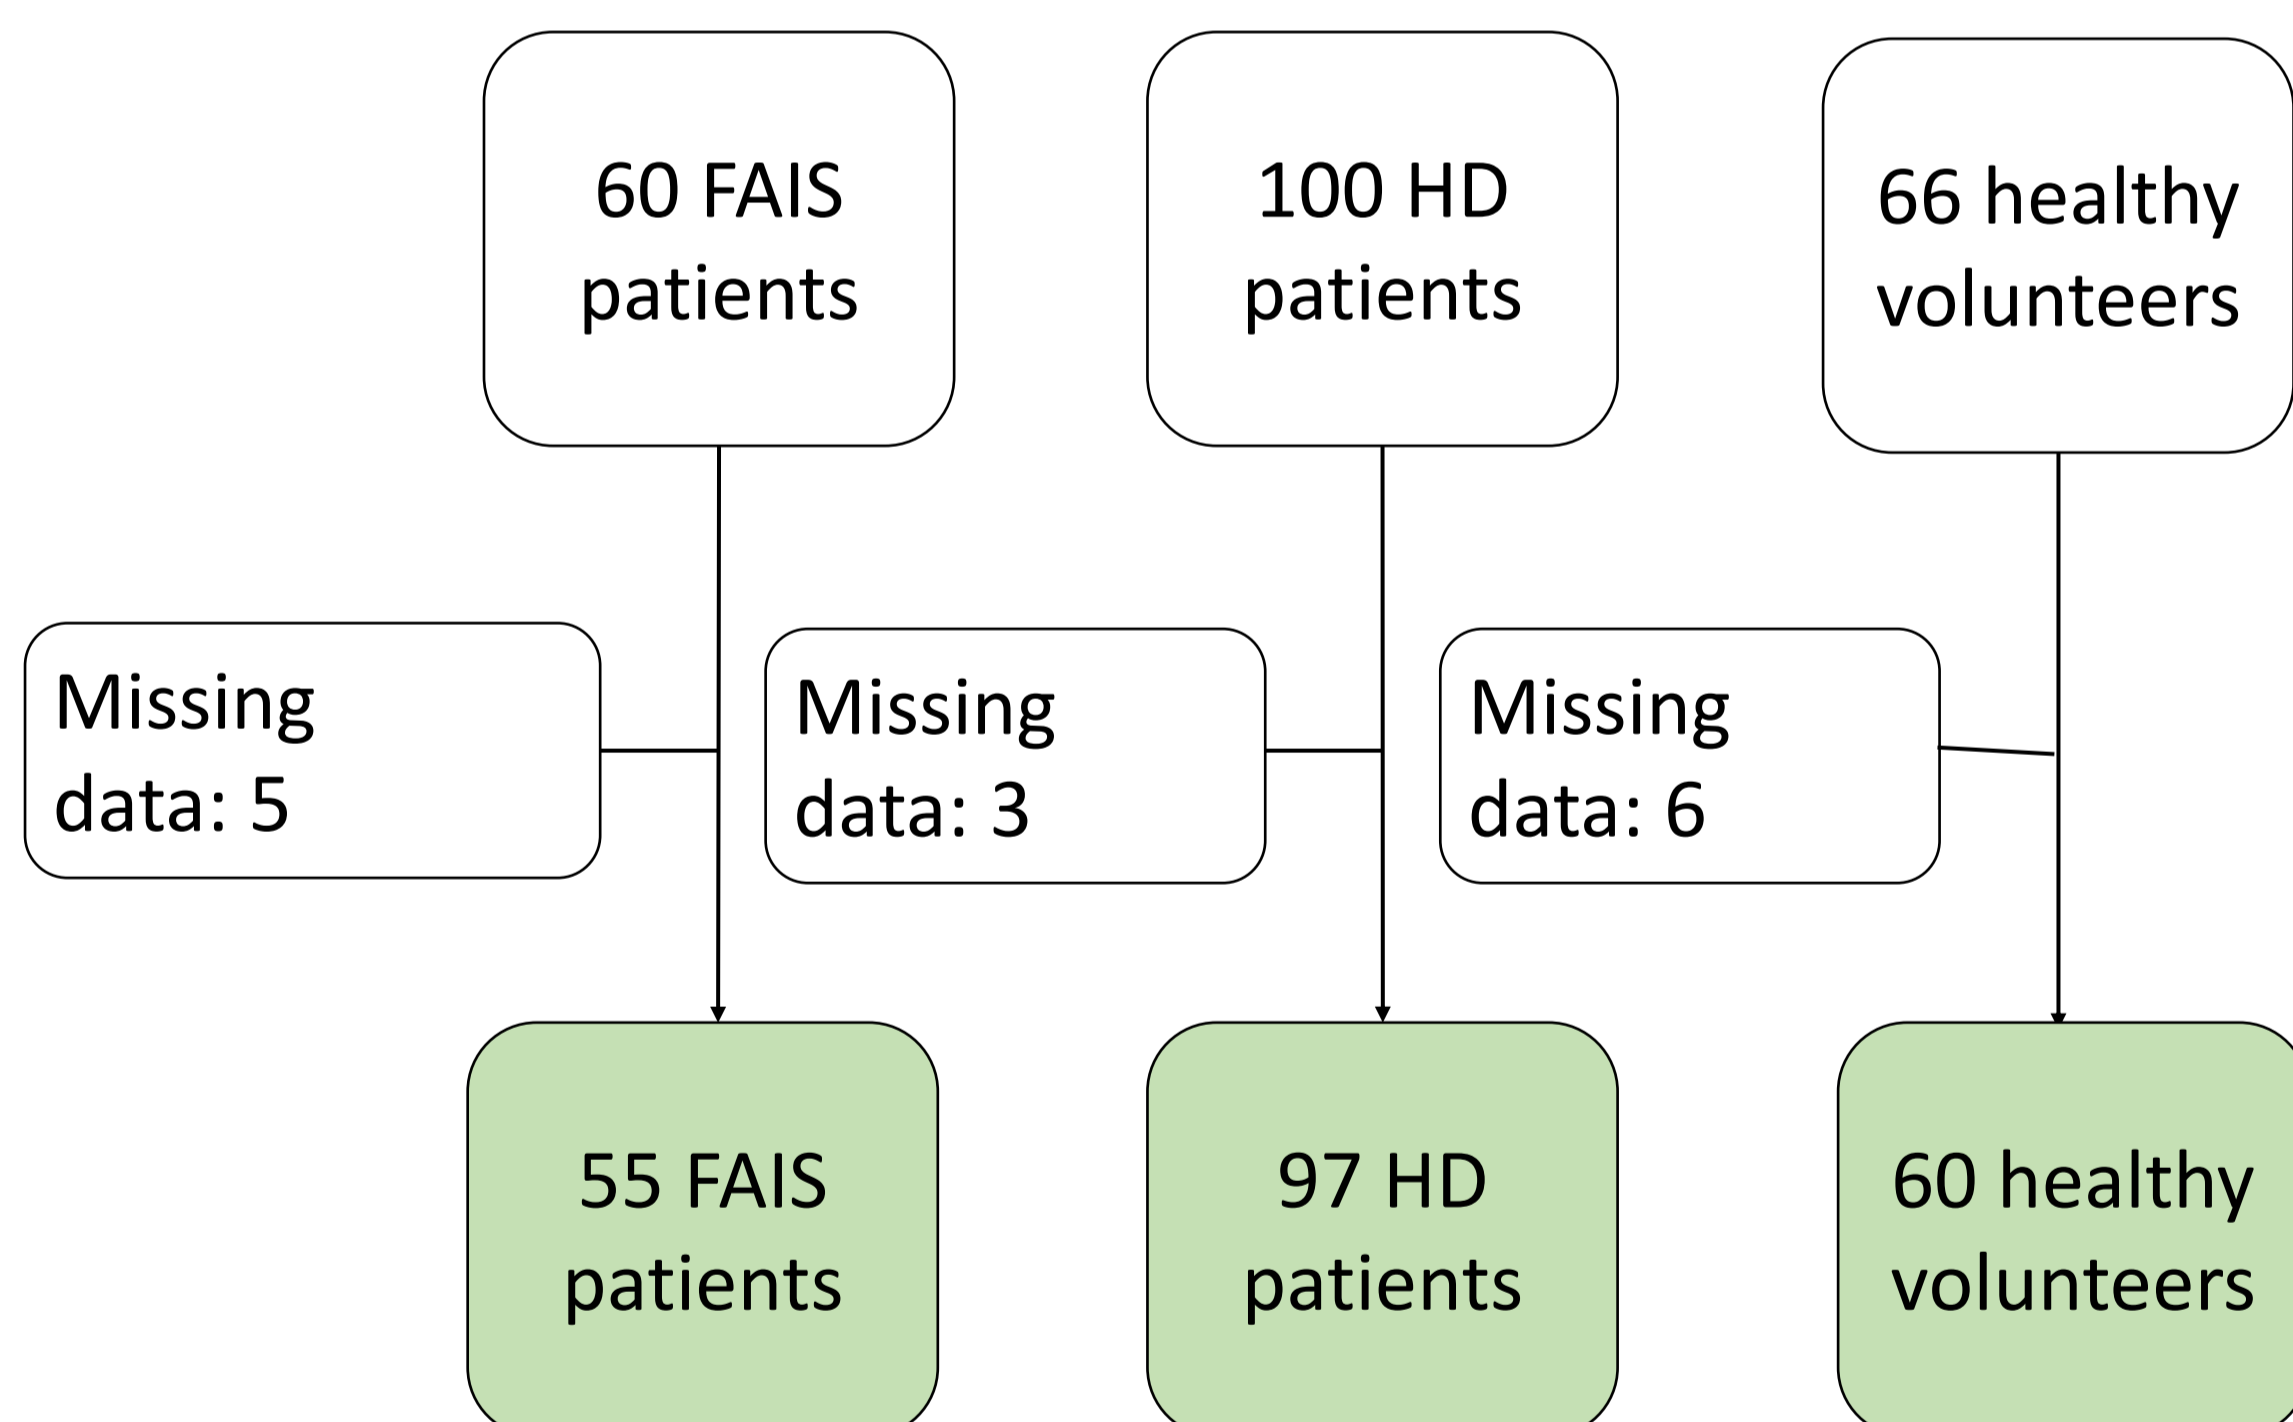 60 FAIS
patients
100 HD
patients
66 healthy
volunteers
Missing
data: 5
Missing
data: 3
Missing
data: 6
55 FAIS
patients
97 HD
patients
60 healthy
volunteers